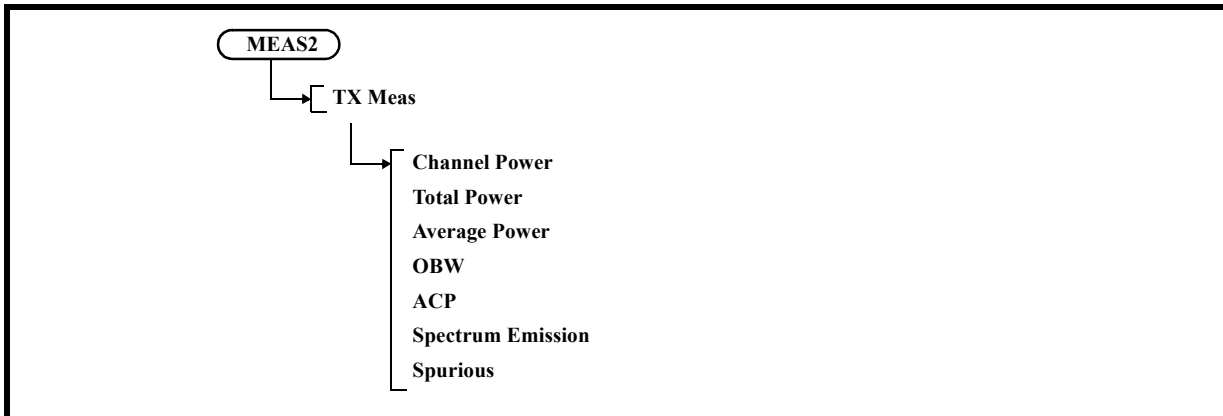 MEAS2
TX Meas
Channel Power
Total Power
Average Power
OBW
ACP
Spectrum Emission
Spurious